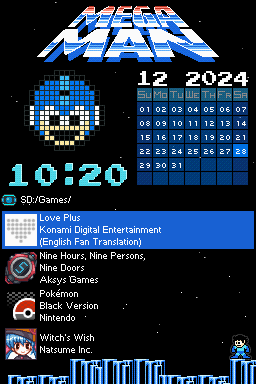 MEGA
MAN
12 2024
Su Mo Tu We Th Fr Sa
01 02 03 04 05 06 07
08 09 10 11 12 13 14
15 16 17 18 19 20 21
22 23 24 25 26 27 28
29 30 31
10:20
SD:/Games/
Love Plus
Konami Digital Entertainment
(English Fan Translation)
Nine Hours, Nine Persons,
Nine Doors
Aksys Games
Pokémon
Black Version
Nintendo
Witch's Wish
Natsume Inc.